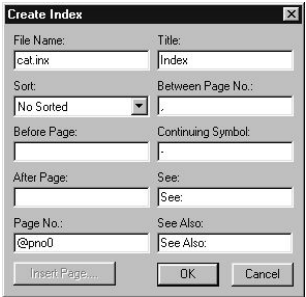 Create Index
File Name: Title:
cat.inx Index
Sort: Between Page No.:
No Sorted ,
Before Page: Continuing Symbol:
-
After Page: See:
See:
Page No.: See Also:
@pno0 See Also:
Insert Page.... OK Cancel